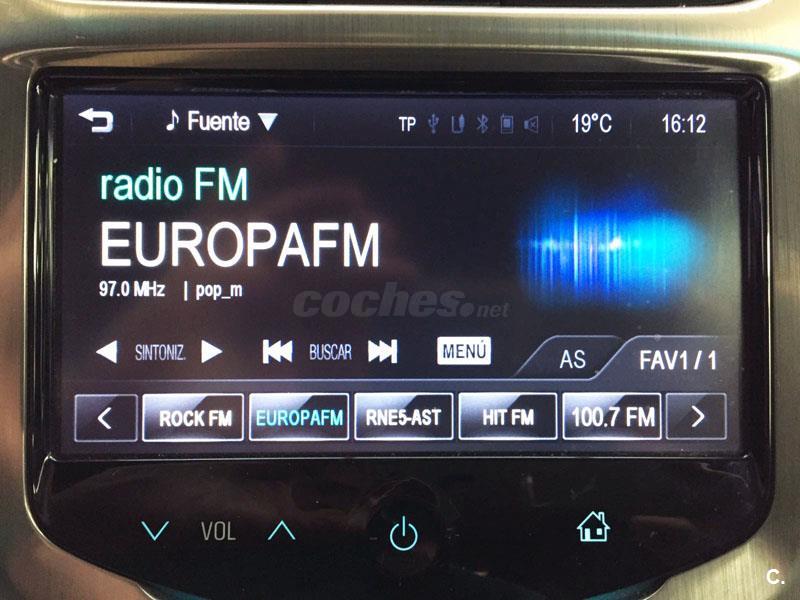 Fuente TP 19°C 16:12
radio FM
EUROPAFM
97.0 MHz | pop_m
coches.net
SINTONIZ. BUSCAR MENÚ AS FAV1 / 1
ROCK FM EUROPAFM RNE5-AST HIT FM 100.7 FM
VOL
C.